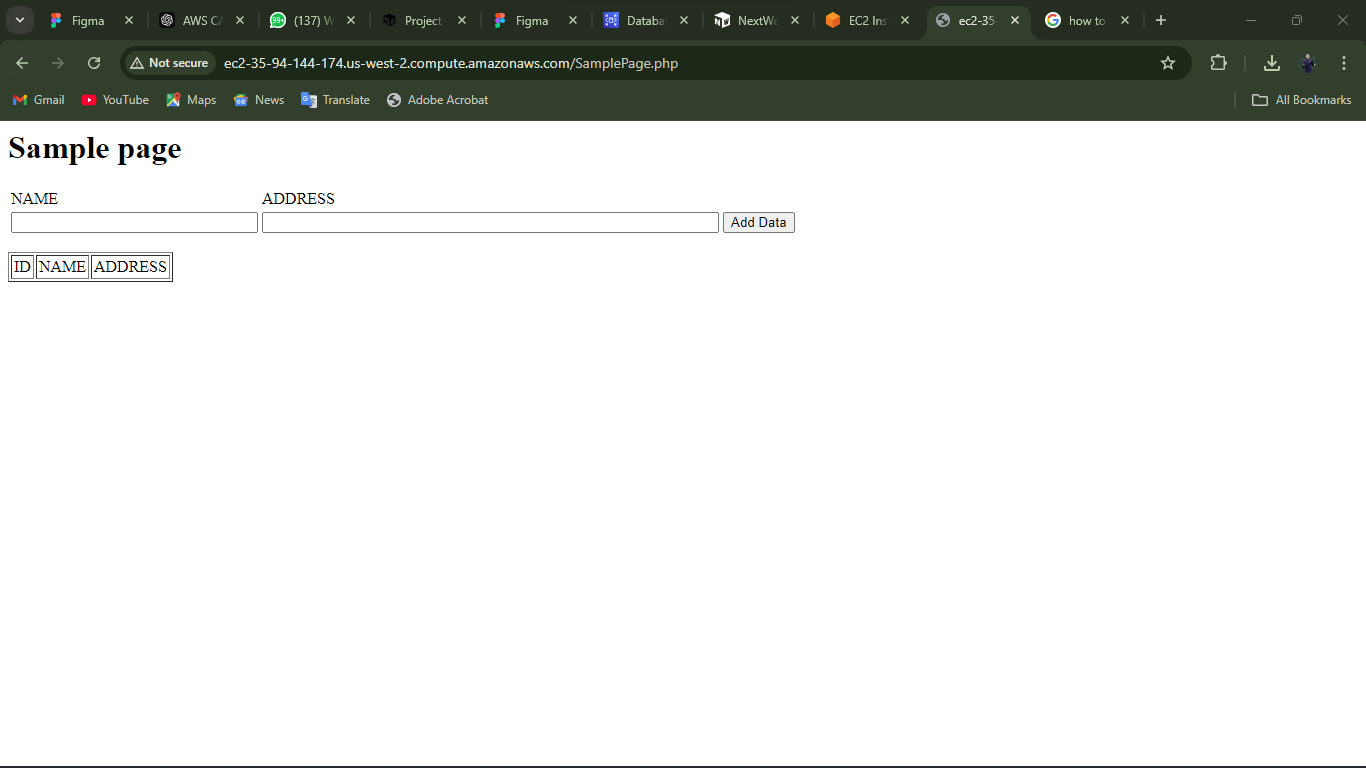 Figma
AWS CA
(137) W
Project
Figma
Databa
NextWo
EC2 Ins
ec2-35-
how to
Not secure
ec2-35-94-144-174.us-west-2.compute.amazonaws.com/SamplePage.php
Gmail
YouTube
Maps
News
Translate
Adobe Acrobat
All Bookmarks
Sample page
NAME ADDRESS
Add Data
ID NAME ADDRESS